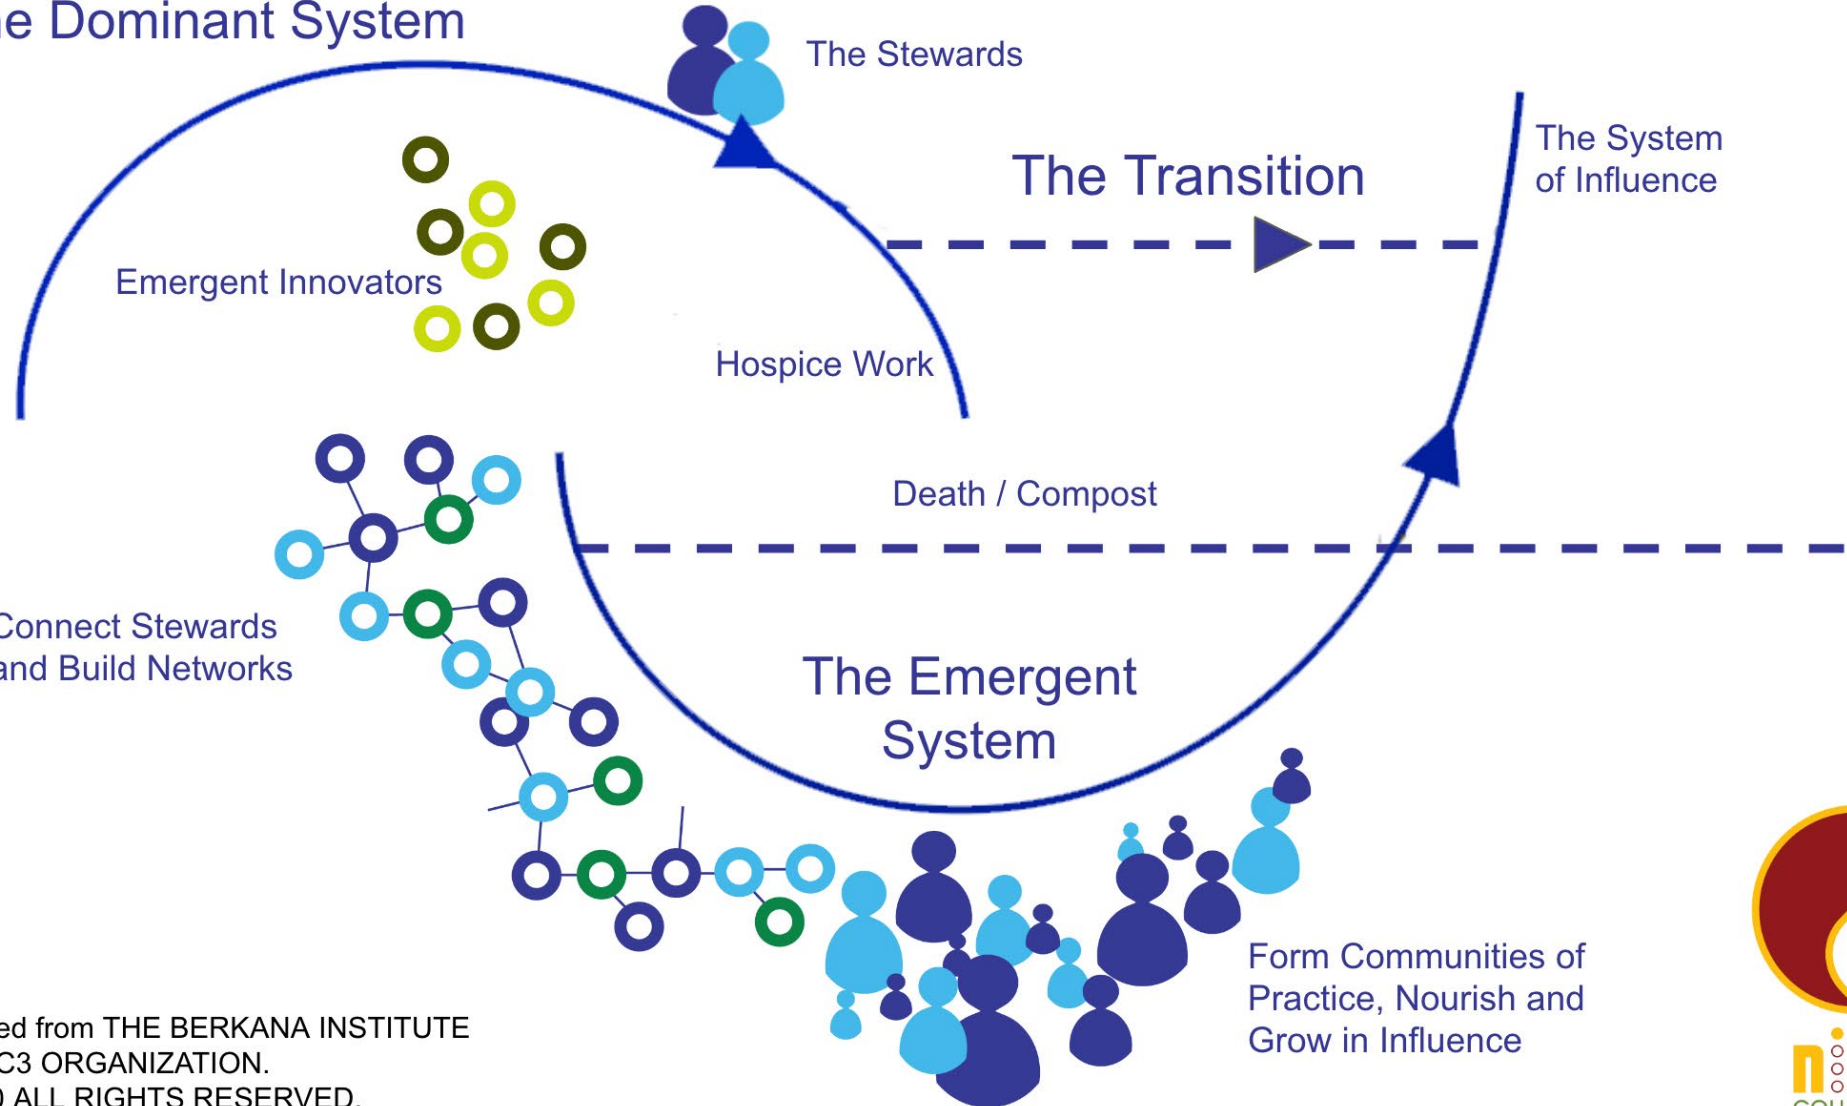 e Dominant System
The Stewards
The System
of Influence
The Transition
Emergent Innovators
Hospice Work
Death / Compost
Connect Stewards
and Build Networks
The Emergent
System
Form Communities of
Practice, Nourish and
Grow in Influence
ed from THE BERKANA INSTITUTE
C3 ORGANIZATION.
ALL RIGHTS RESERVED.